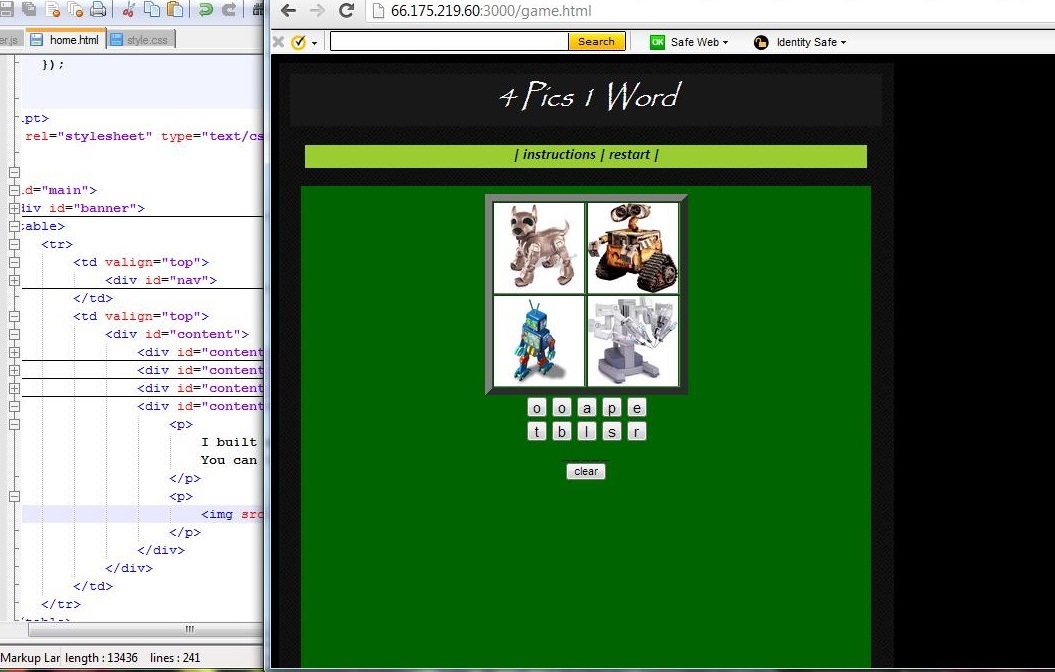 er.js home.html style.css
});
.pt>
rel="stylesheet" type="text/cs
.d="main">
div id="banner">
table>
<tr>
<td valign="top">
<div id="nav">
</td>
<td valign="top">
<div id="content">
<div id="content
<div id="content
<div id="content
<div id="content
<p>
I built
You can
</p>
<p>
<img src
</p>
</div>
</div>
</td>
</tr>
Markup Lar length : 13436 lines : 241
66.175.219.60:3000/game.html
Search OK Safe Web Identity Safe
4 Pics 1 Word
| instructions | restart |
o o a p e
t b l s r
clear